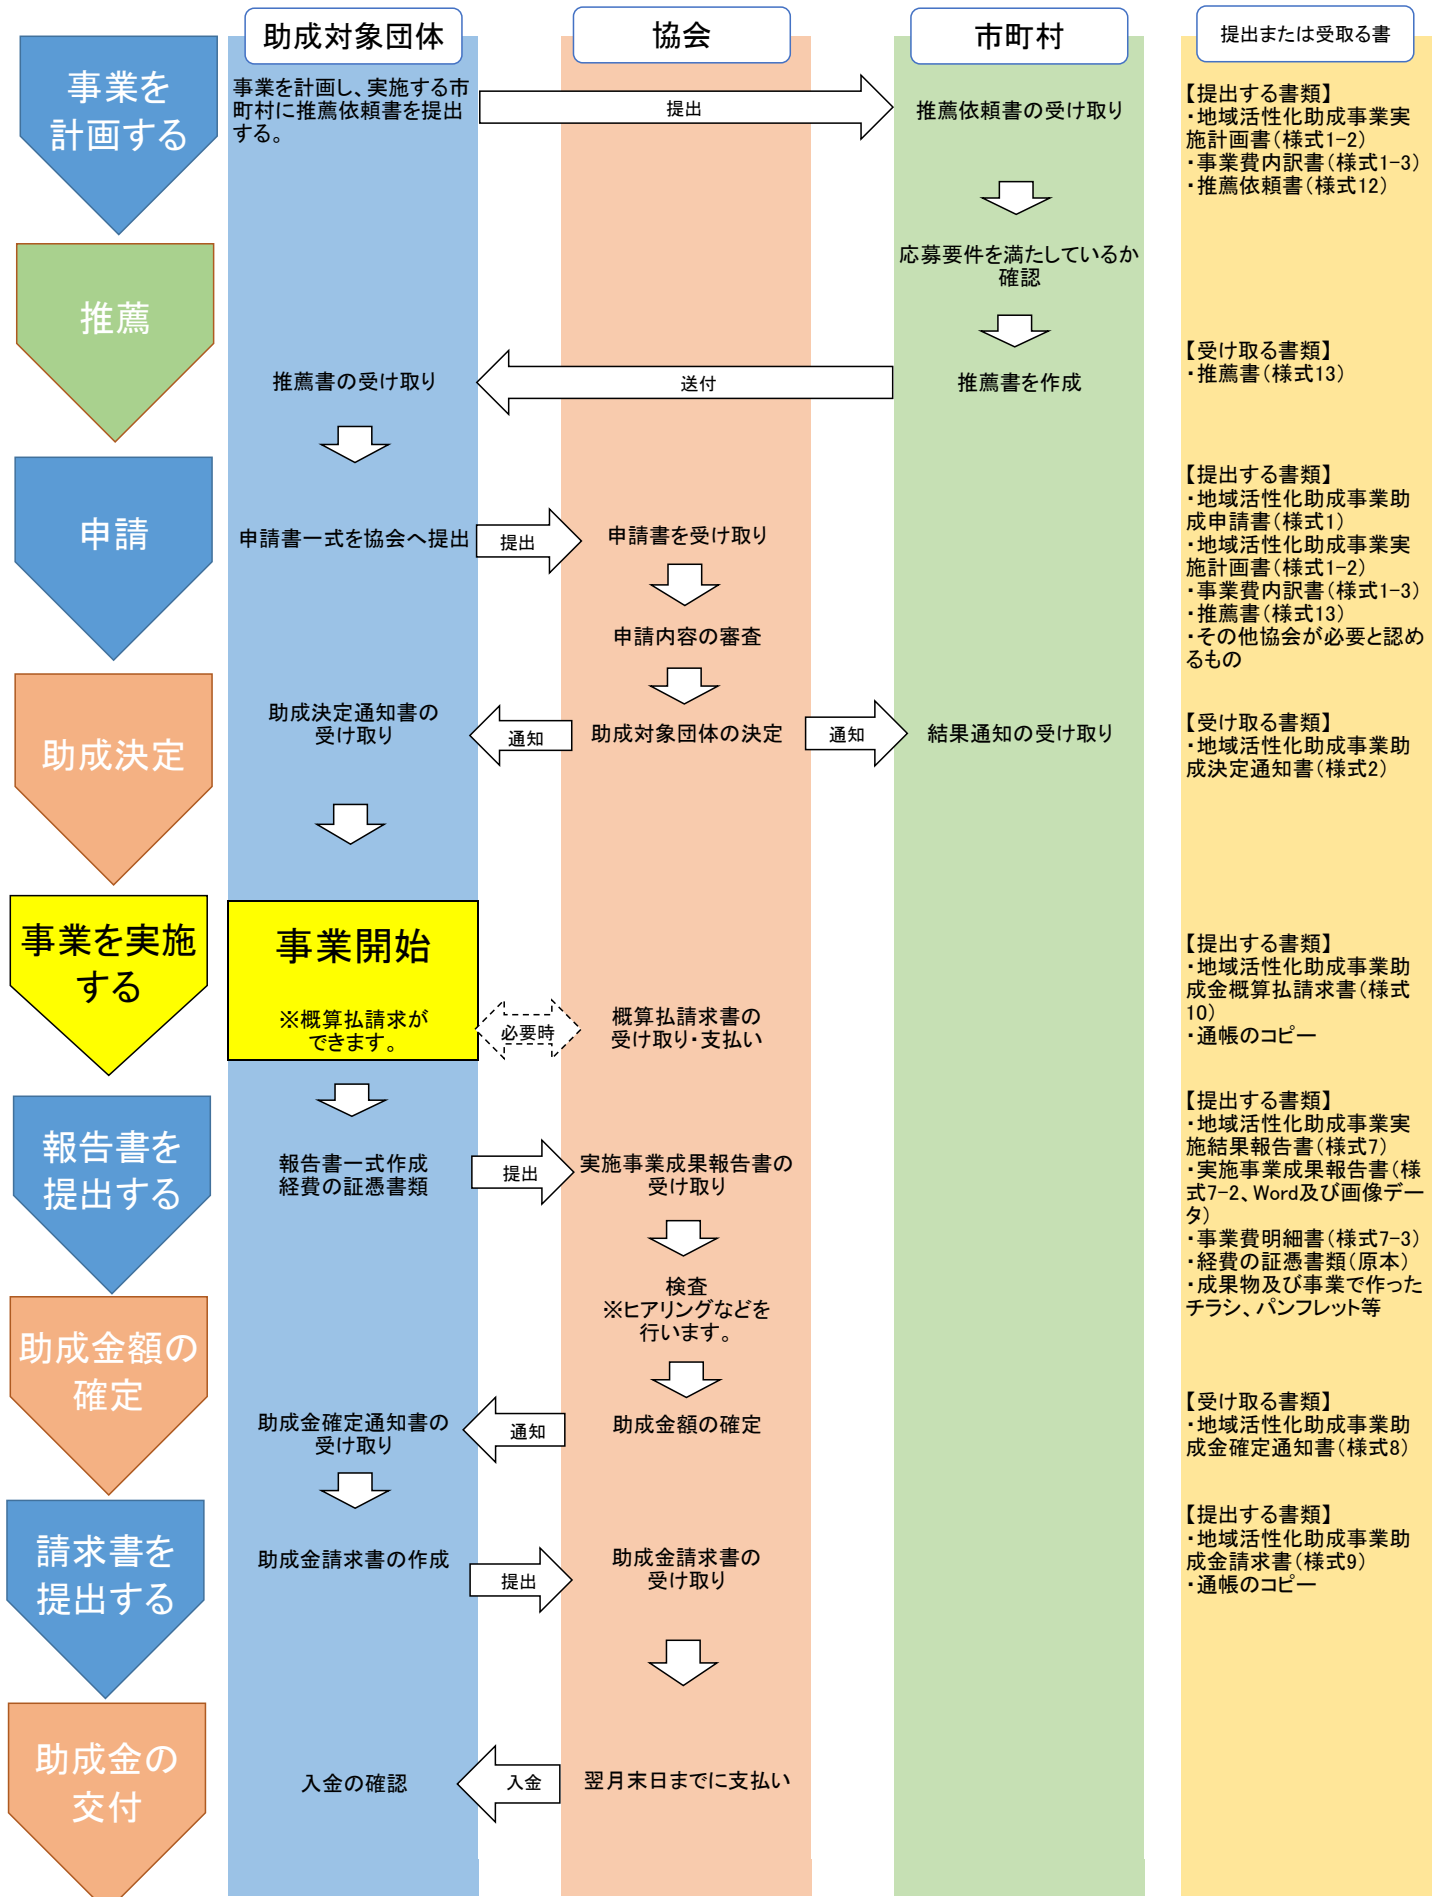 助成対象団体
協会
市町村
提出または受取る書
事業を
計画する
事業を計画し、実施する市
町村に推薦依頼書を提出
する。
提出
推薦依頼書の受け取り
【提出する書類】
・地域活性化助成事業実
施計画書（様式1-2）
・事業費内訳書（様式1-3）
・推薦依頼書（様式12）
応募要件を満たしているか
確認
推薦
推薦書の受け取り
送付
推薦書を作成
【受け取る書類】
・推薦書（様式13）
申請
申請書一式を協会へ提出
提出
申請書を受け取り
申請内容の審査
【提出する書類】
・地域活性化助成事業助
成申請書（様式1）
・地域活性化助成事業実
施計画書（様式1-2）
・事業費内訳書（様式1-3）
・推薦書（様式13）
・その他協会が必要と認め
るもの
助成決定
助成決定通知書の
受け取り
通知
助成対象団体の決定
通知
結果通知の受け取り
【受け取る書類】
・地域活性化助成事業助
成決定通知書（様式2）
事業を実施
する
事業開始
※概算払請求が
できます。
必要時
概算払請求書の
受け取り・支払い
【提出する書類】
・地域活性化助成事業助
成金概算払請求書（様式
10）
・通帳のコピー
報告書を
提出する
報告書一式作成
経費の証憑書類
提出
実施事業成果報告書の
受け取り
検査
※ヒアリングなどを
行います。
【提出する書類】
・地域活性化助成事業実
施結果報告書（様式7）
・実施事業成果報告書（様
式7-2、Word及び画像デー
タ）
・事業費明細書（様式7-3）
・経費の証憑書類（原本）
・成果物及び事業で作った
チラシ、パンフレット等
助成金額の
確定
助成金確定通知書の
受け取り
通知
助成金額の確定
【受け取る書類】
・地域活性化助成事業助
成金確定通知書（様式8）
請求書を
提出する
助成金請求書の作成
提出
助成金請求書の
受け取り
【提出する書類】
・地域活性化助成事業助
成金請求書（様式9）
・通帳のコピー
助成金の
交付
入金の確認
入金
翌月末日までに支払い